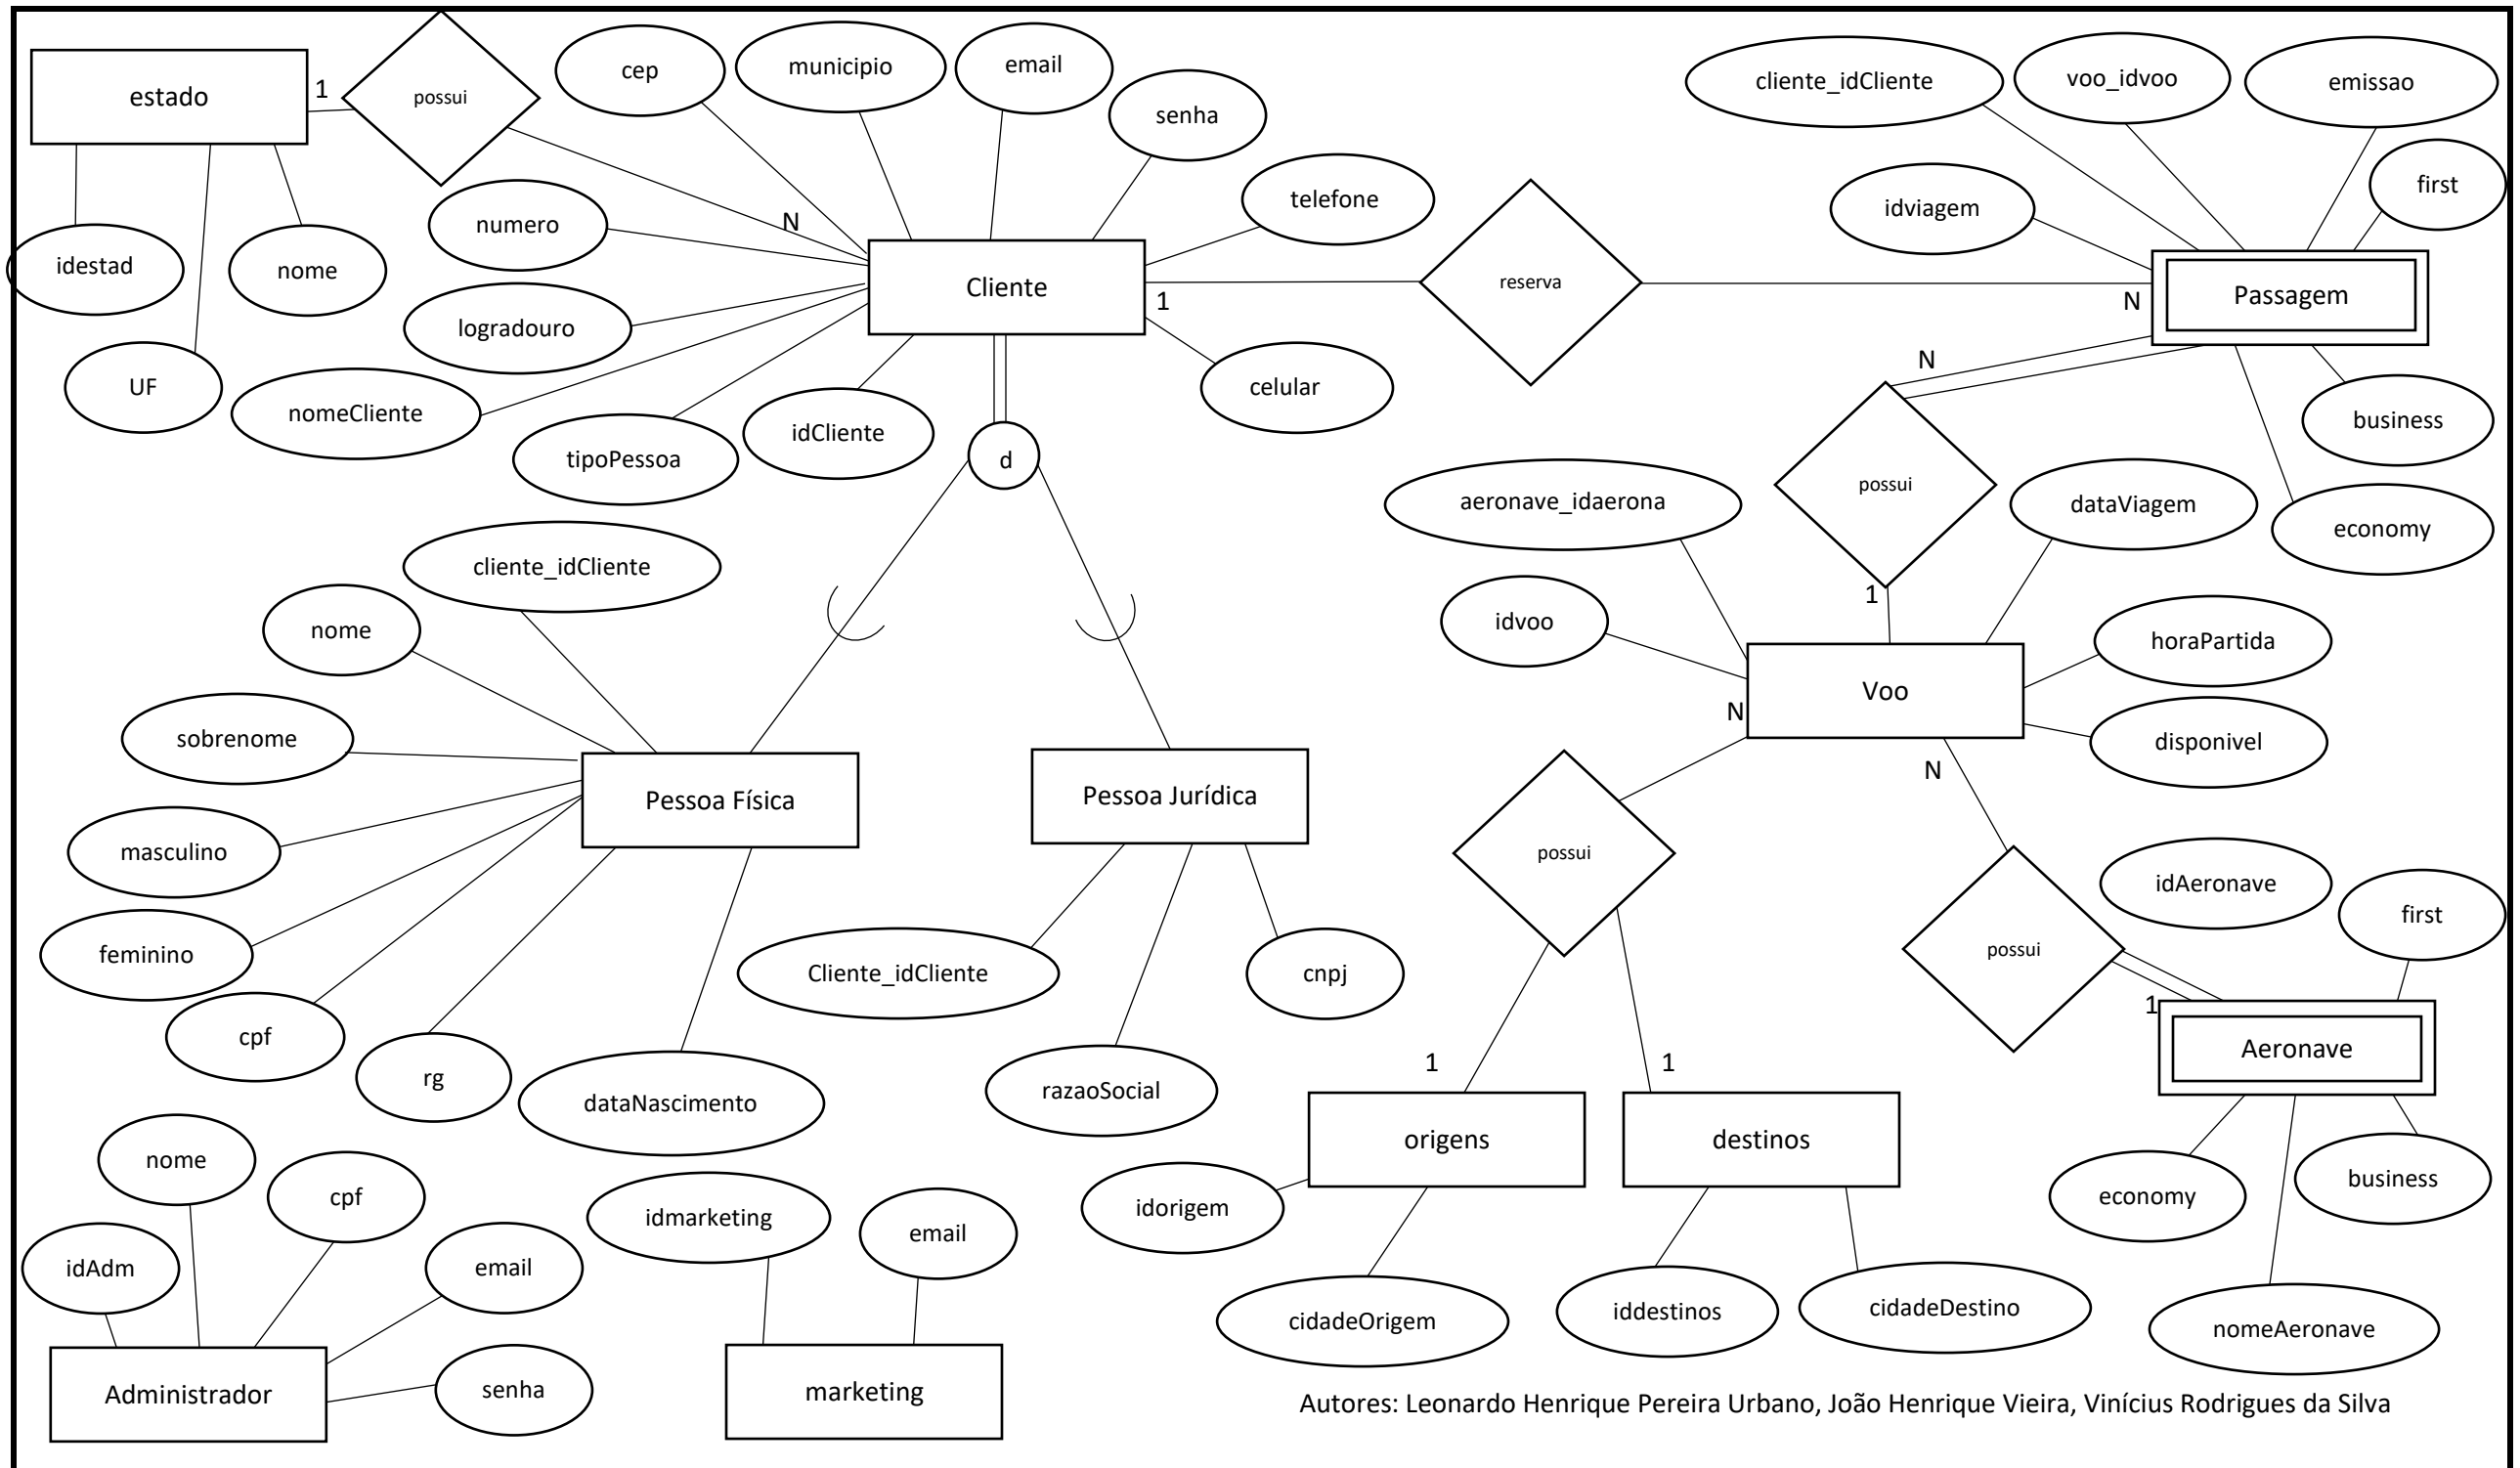 estado
1
possui
cep
municipio
email
senha
cliente_idCliente
voo_idvoo
emissao
first
idviagem
telefone
numero
N
idestad
nome
Cliente
1
reserva
N
Passagem
logradouro
UF
nomeCliente
tipoPessoa
idCliente
celular
N
business
d
possui
aeronave_idaerona
dataViagem
economy
cliente_idCliente
nome
1
idvoo
horaPartida
Voo
N
disponivel
sobrenome
Pessoa Física
Pessoa Jurídica
N
masculino
possui
idAeronave
first
feminino
Cliente_idCliente
cnpj
possui
1
cpf
rg
dataNascimento
razaoSocial
1
1
Aeronave
origens
destinos
nome
cpf
idmarketing
email
idorigem
economy
business
idAdm
email
cidadeOrigem
iddestinos
cidadeDestino
nomeAeronave
Administrador
senha
marketing
Autores: Leonardo Henrique Pereira Urbano, João Henrique Vieira, Vinícius Rodrigues da Silva